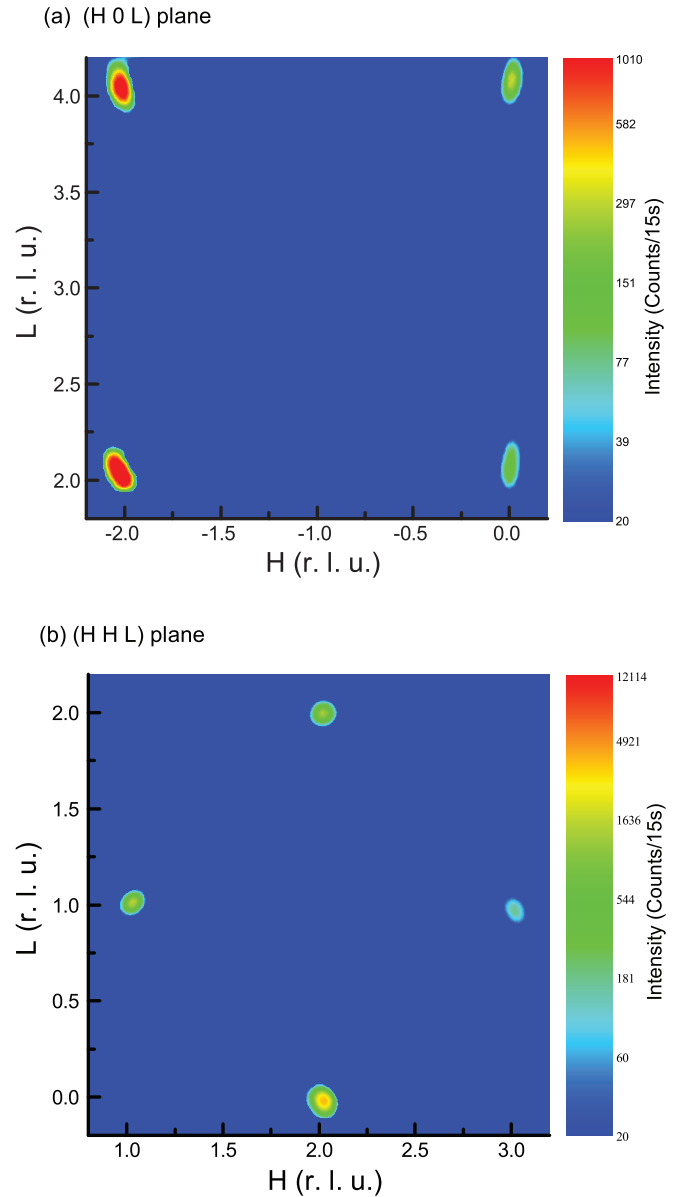 (a) (H 0 L) plane
4.0
3.5
3.0
2.5
2.0
L (r. l. u.)
-2.0 -1.5 -1.0 -0.5 0.0
H (r. l. u.)
1010
582
297
151
77
39
20
Intensity (Counts/15s)
(b) (H H L) plane
2.0
1.5
1.0
0.5
0.0
L (r. l. u.)
1.0 2.0 2.5 3.0
H (r. l. u.)
12114
4921
1636
544
181
60
20
Intensity (Counts/15s)